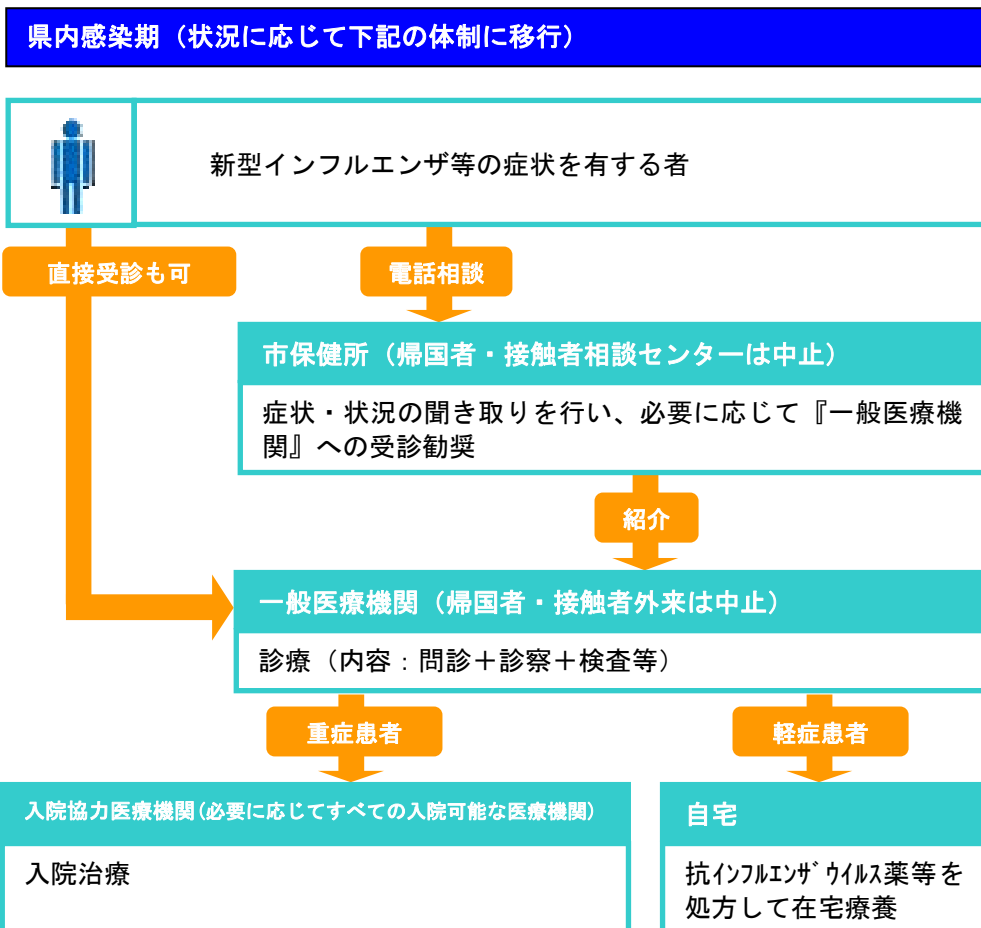 県内感染期（状況に応じて下記の体制に移行）
新型インフルエンザ等の症状を有する者
直接受診も可
電話相談
市保健所（帰国者・接触者相談センターは中止）
症状・状況の聞き取りを行い、必要に応じて『一般医療機
関』への受診勧奨
紹介
一般医療機関（帰国者・接触者外来は中止）
診療（内容：問診＋診察＋検査等）
重症患者
軽症患者
入院協力医療機関(必要に応じてすべての入院可能な医療機関)
入院治療
自宅
抗ｲﾝﾌﾙｴﾝｻﾞｳｲﾙｽ薬等を
処方して在宅療養